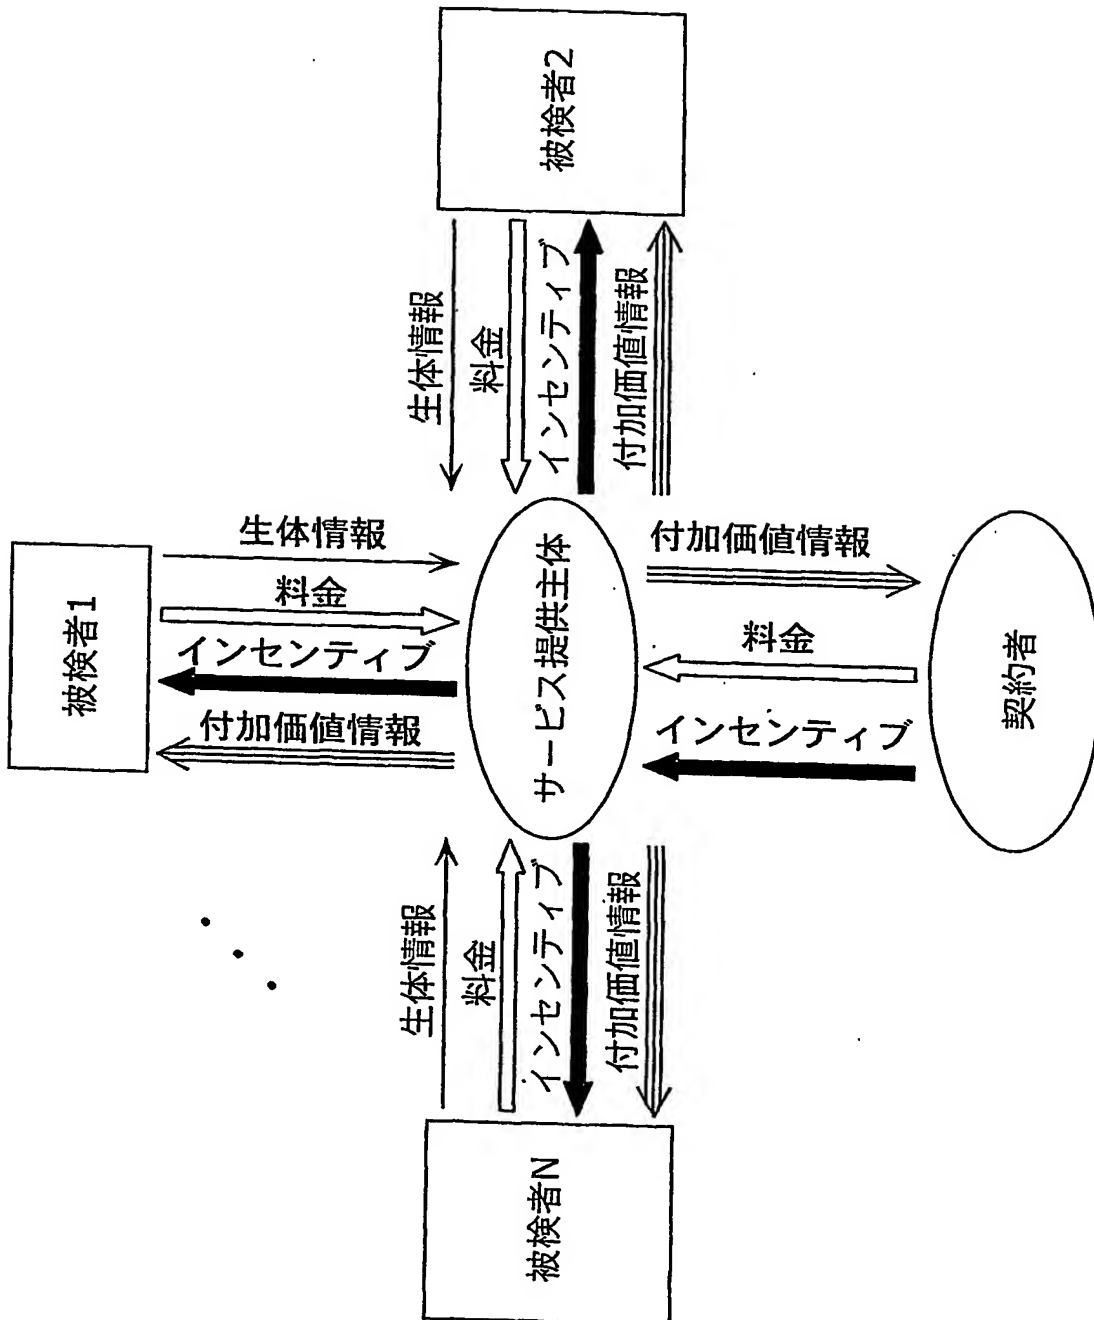 被検者1
生体情報
料金
インセンティブ
付加価値情報
被検者2
生体情報
料金
インセンティブ
付加価値情報
サービス提供主体
被検者N
生体情報
料金
インセンティブ
付加価値情報
付加価値情報
料金
インセンティブ
契約者